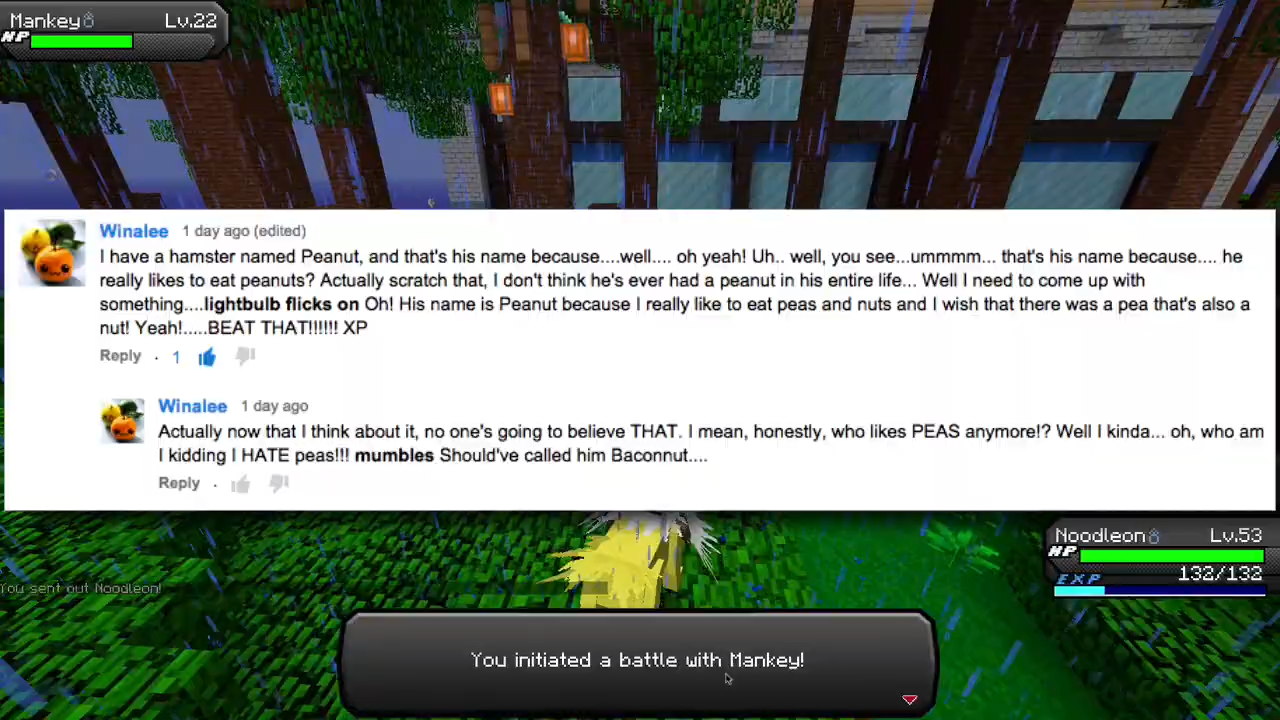 Mankey Lv.22
HP
Winalee 1 day ago (edited)
I have a hamster named Peanut, and that's his name because....well.... oh yeah! Uh.. well, you see...ummmm... that's his name because.... he
really likes to eat peanuts? Actually scratch that, I don't think he's ever had a peanut in his entire life... Well I need to come up with
something....lightbulb flicks on Oh! His name is Peanut because I really like to eat peas and nuts and I wish that there was a pea that's also a
nut! Yeah!.....BEAT THAT!!!!!! XP
Reply · 1
Winalee 1 day ago
Actually now that I think about it, no one's going to believe THAT. I mean, honestly, who likes PEAS anymore!? Well I kinda... oh, who am
I kidding I HATE peas!!! mumbles Should've called him Baconnut....
Reply ·
Noodleon Lv.53
HP
132/132
EXP
You sent out Noodleon!
You initiated a battle with Mankey!